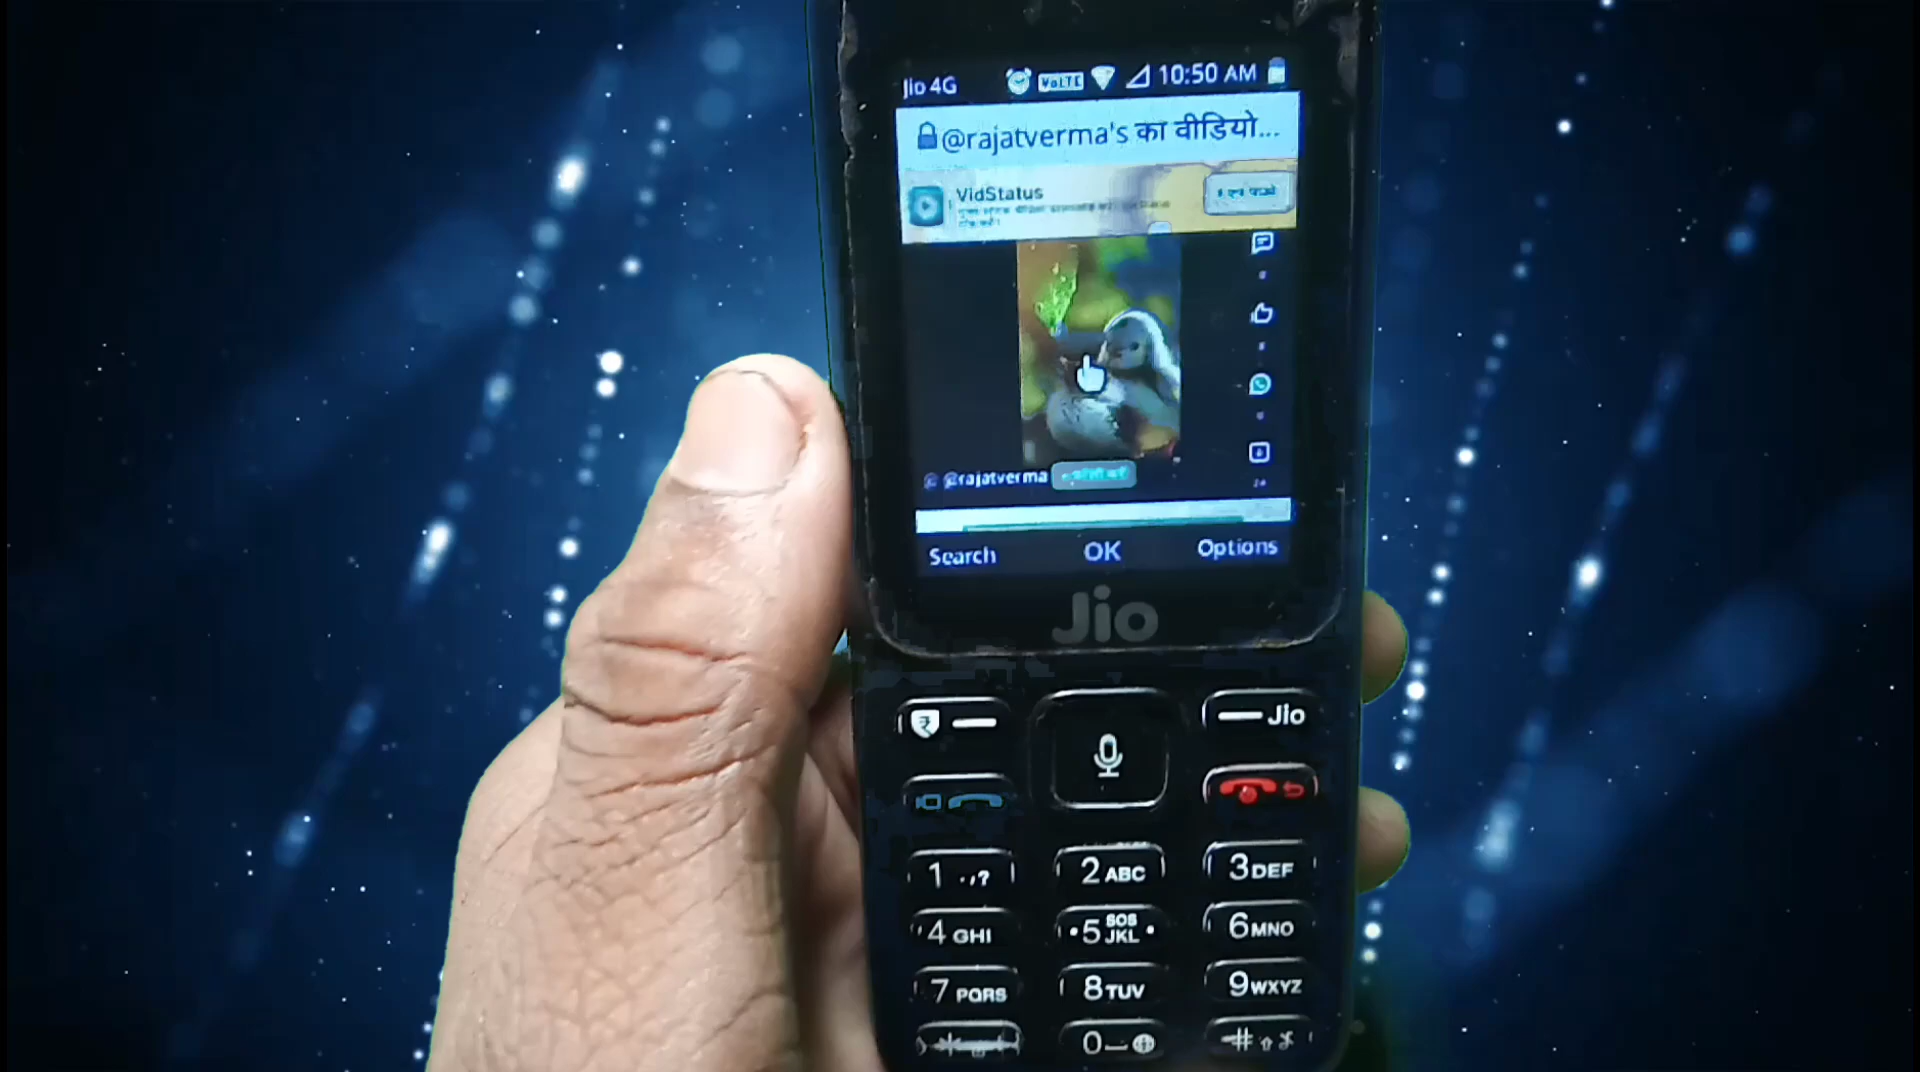 Jio 4G VoLTE 10:50 AM
@rajatverma's का वीडियो...
VidStatus
@rajatverma
Search OK Options
Jio
Jio
1 .,?
2 ABC
3 DEF
4 GHI
5 SOS JKL
6 MNO
7 PQRS
8 TUV
9 WXYZ
0
#